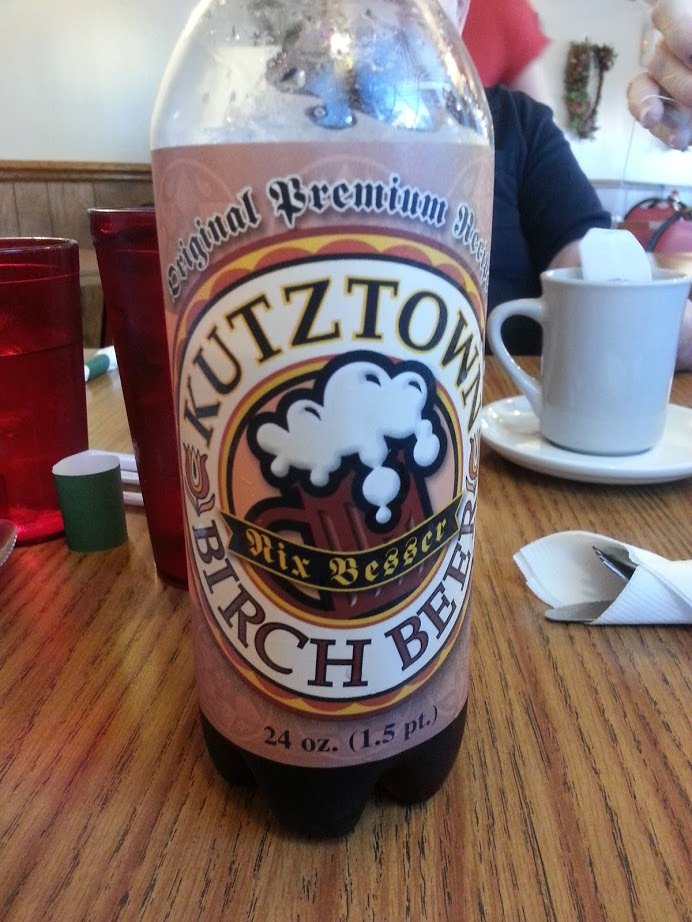 Original Premium
KUTZTOWN
Nix Besser
BIRCH BEER
24 oz. (1.5 pt.)